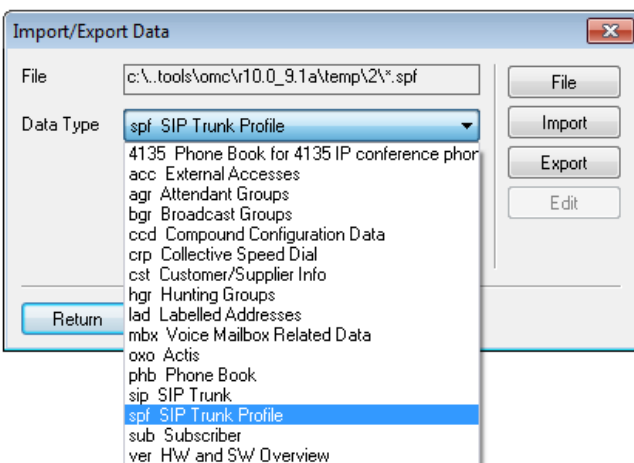 Import/Export Data
File
c:\..tools\omc\r10.0_9.1a\temp\2\*.spf
File
Data Type
spf SIP Trunk Profile
Import
4135 Phone Book for 4135 IP conference phor
Export
acc External Accesses
agr Attendant Groups
Edit
bgr Broadcast Groups
ccd Compound Configuration Data
crp Collective Speed Dial
cst Customer/Supplier Info
hgr Hunting Groups
Return
lad Labelled Addresses
mbx Voice Mailbox Related Data
oxo Actis
phb Phone Book
sip SIP Trunk
spf SIP Trunk Profile
sub Subscriber
ver HW and SW Overview